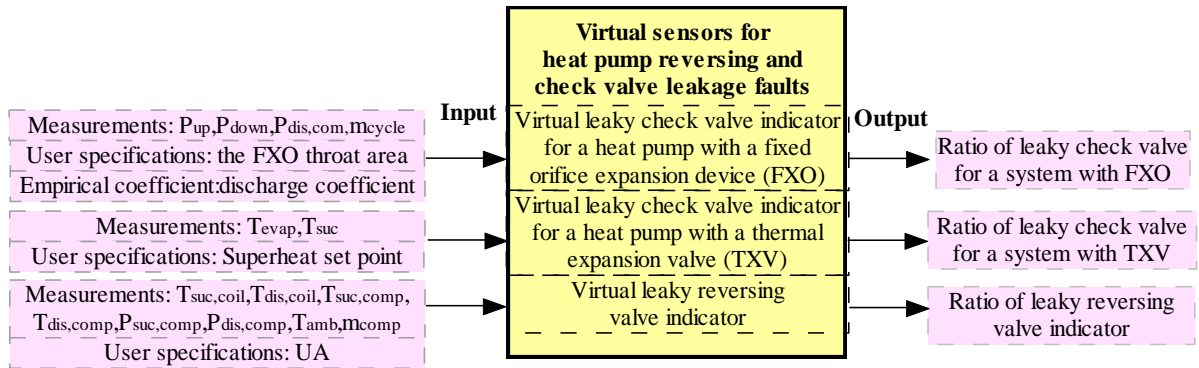 Virtual sensors for
heat pump reversing and
check valve leakage faults
Input
Output
Measurements: Pup,Pdown,Pdis,com,mcycle
User specifications: the FXO throat area
Empirical coefficient:discharge coefficient
Virtual leaky check valve indicator
for a heat pump with a fixed
orifice expansion device (FXO)
Ratio of leaky check valve
for a system with FXO
Measurements: Tevap,Tsuc
User specifications: Superheat set point
Virtual leaky check valve indicator
for a heat pump with a thermal
expansion valve (TXV)
Ratio of leaky check valve
for a system with TXV
Measurements: Tsuc,coil,Tdis,coil,Tsuc,comp,
Tdis,comp,Psuc,comp,Pdis,comp,Tamb,mcomp
User specifications: UA
Virtual leaky reversing
valve indicator
Ratio of leaky reversing
valve indicator